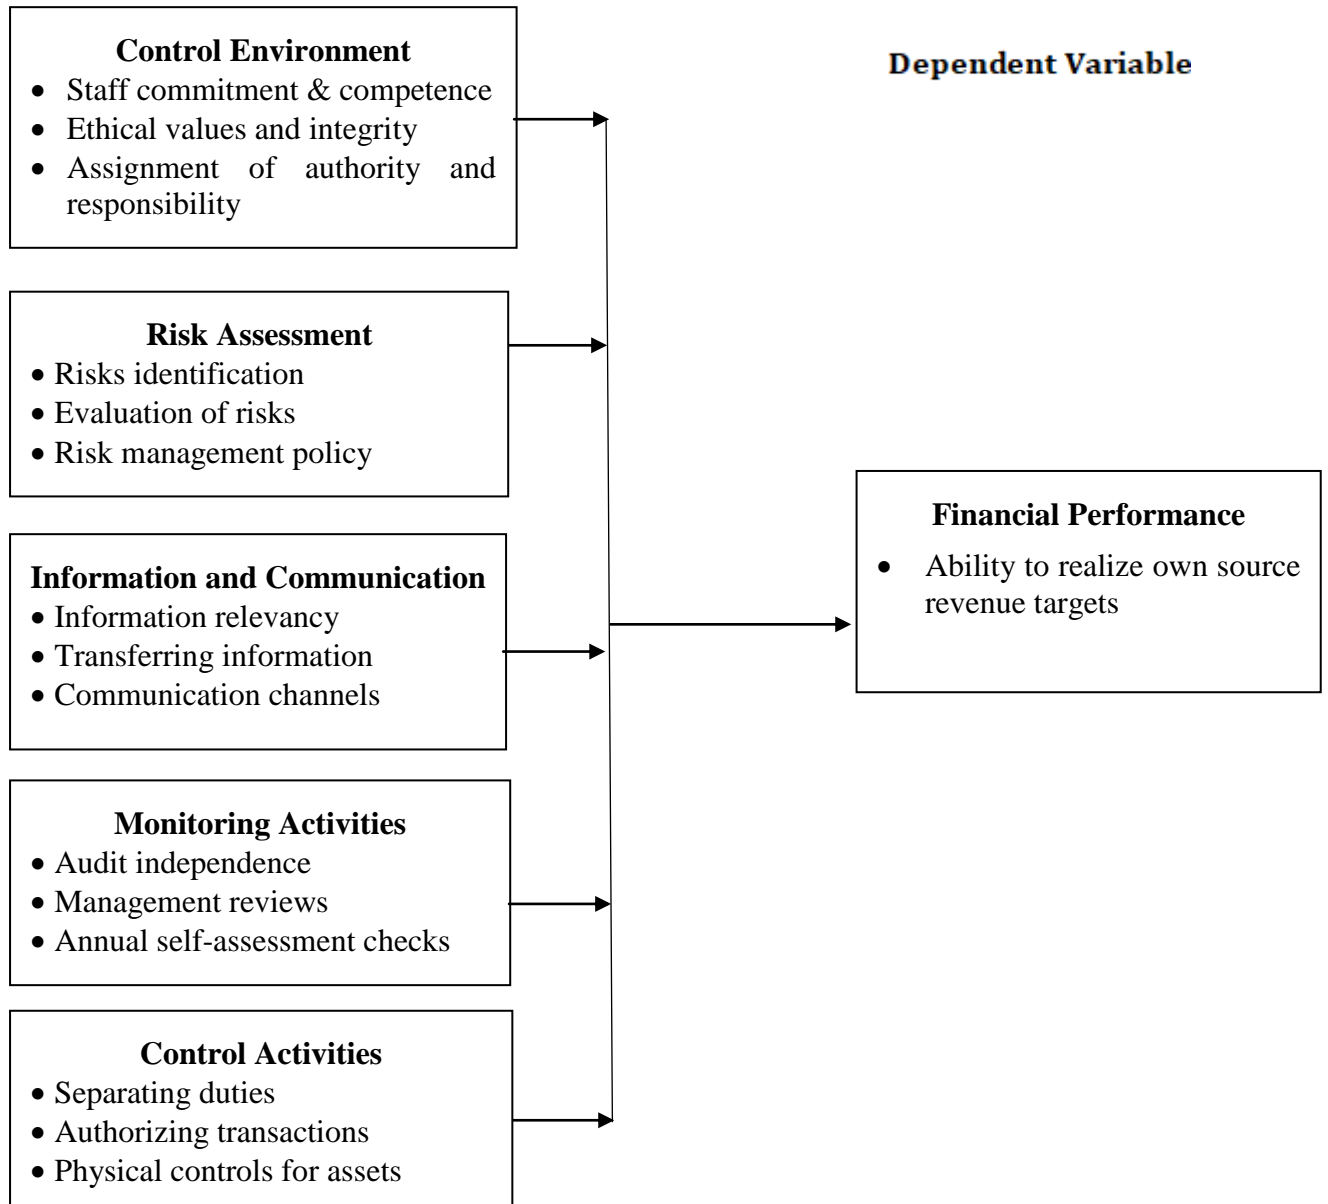 Control Environment
• Staff commitment & competence
• Ethical values and integrity
• Assignment of authority and
responsibility
Dependent Variable
Risk Assessment
• Risks identification
• Evaluation of risks
• Risk management policy
Information and Communication
• Information relevancy
• Transferring information
• Communication channels
Financial Performance
• Ability to realize own source
revenue targets
Monitoring Activities
• Audit independence
• Management reviews
• Annual self-assessment checks
Control Activities
• Separating duties
• Authorizing transactions
• Physical controls for assets